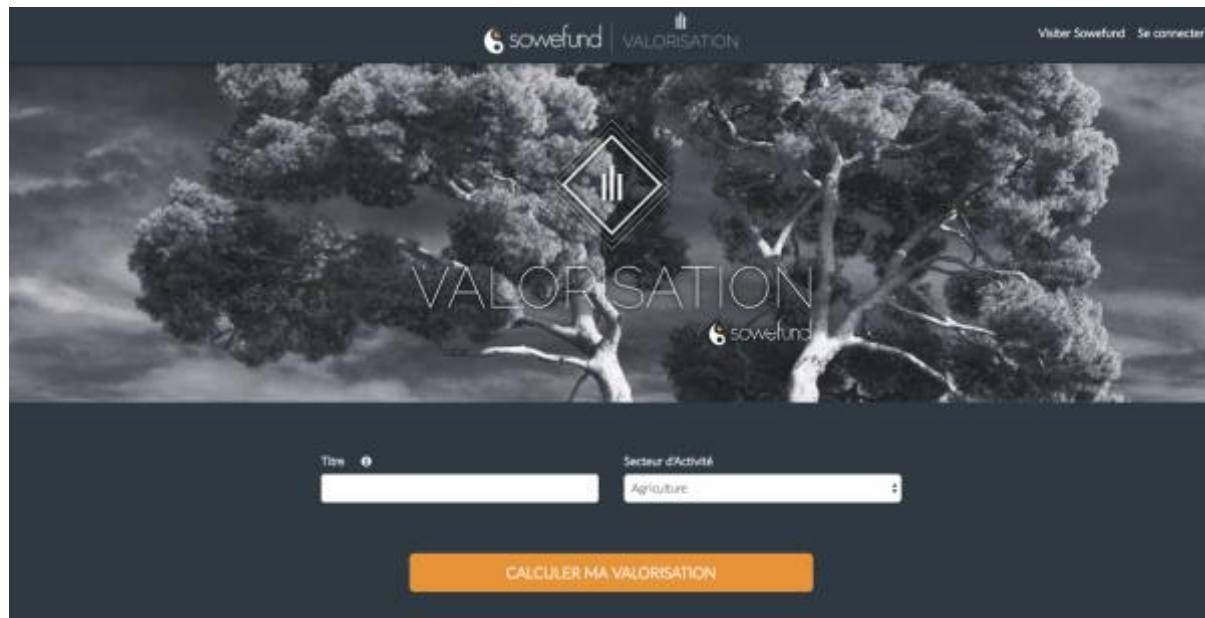 sowefund | VALORISATION
Visiter Sowefund Se connecter
VALORISATION
sowefund
Titre
Secteur d'Activité
Agriculture
CALCULER MA VALORISATION